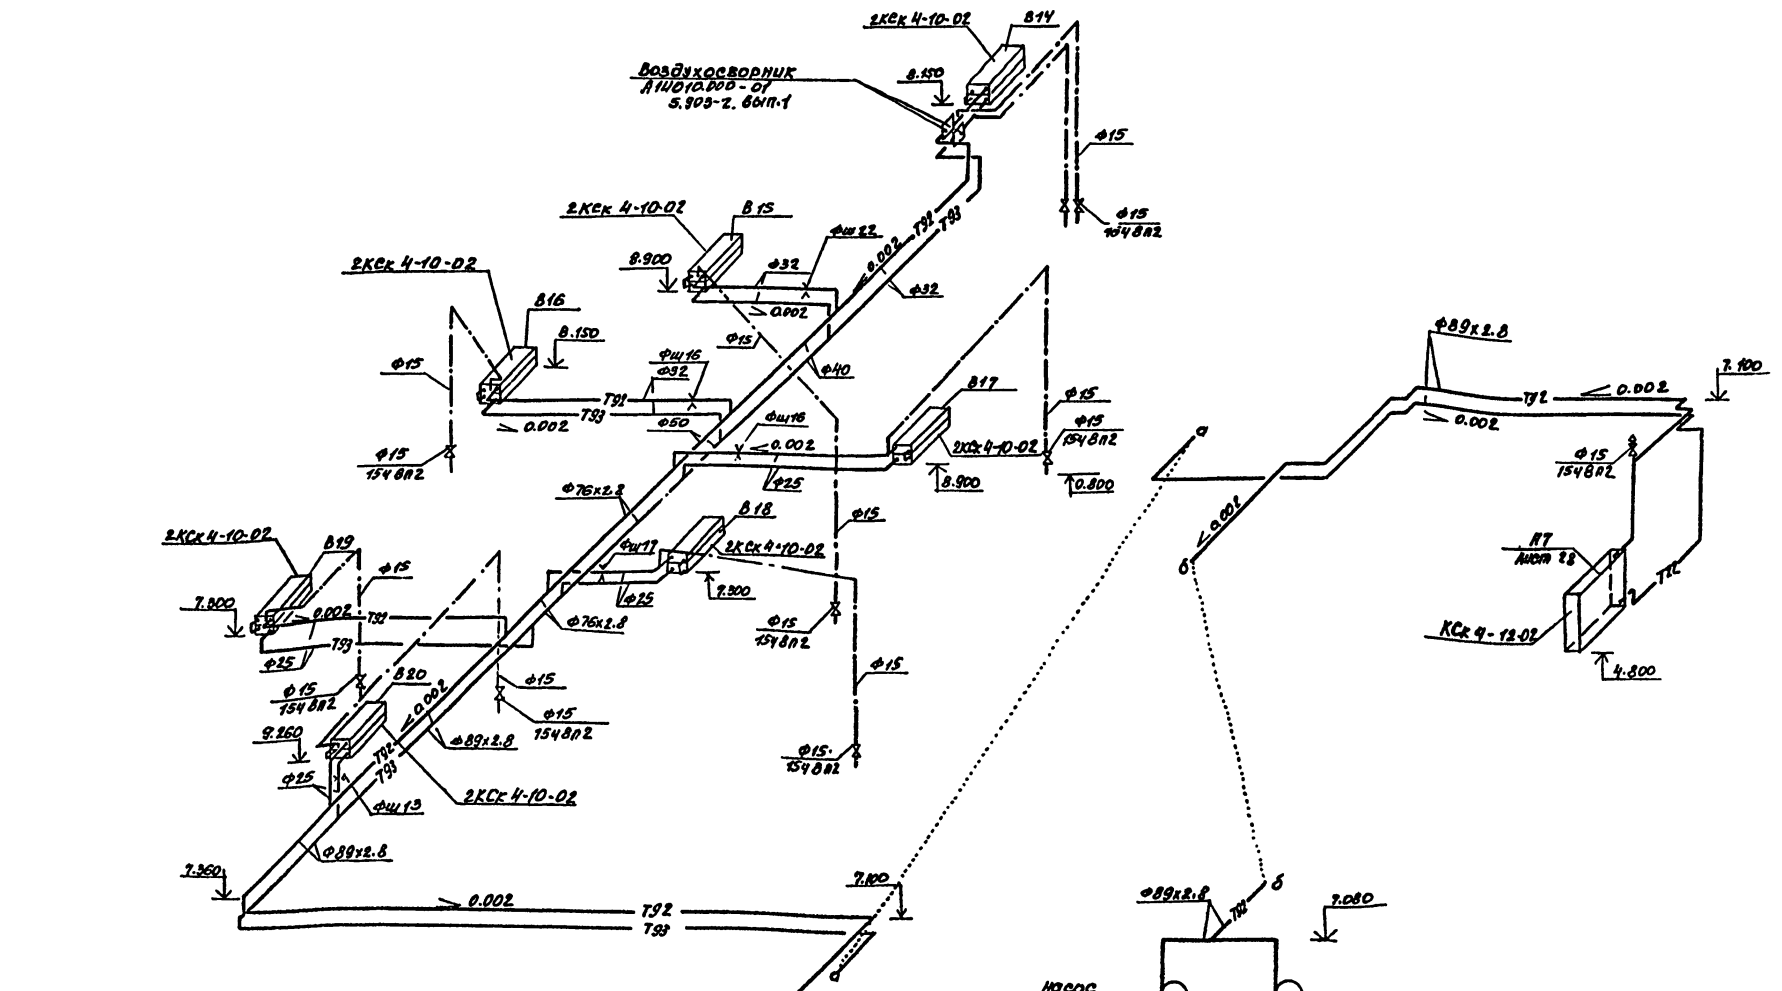 2КСк 4-10-02
В14
Воздухосборник
А1И010.000-01
5.903-2. вып.1
8.150
Ф15
Ф15
15ч8п2
2КСк 4-10-02
В15
Фш22
Т92
Т93
0.002
8.900
Ф32
0.002
Ф32
2КСк 4-10-02
В16
8.150
Ф15
Ф15
Фш16
Ф32
Ф40
Т92
Т93
0.002
Ф50
Фш16
0.002
В17
Ф15
Ф15
15ч8п2
2КСк 4-10-02
8.900
0.800
Ф25
Ф15
15ч8п2
Ф76х2.8
В18
Ф15
2КСк 4-10-02
В19
Фш17
2КСк 4-10-02
Ф15
7.300
0.002
Т92
Ф25
7.300
Ф76х2.8
Ф15
15ч8п2
Т93
Ф25
Ф15
15ч8п2
В20
Ф15
Ф15
0.002
Ф15
15ч8п2
9.260
Ф89х2.8
Т92
Т93
Ф15
15ч8п2
Ф25
2КСк 4-10-02
Фш13
Ф89х2.8
7.360
7.100
0.002
Т92
Т93
а
Ф89х2.8
7.100
Т92
0.002
0.002
а
Ф15
15ч8п2
0.002
б
П7
Лист 28
Т22
КСк 4-12-02
4.800
б
Ф89х2.8
Т92
7.080
насос